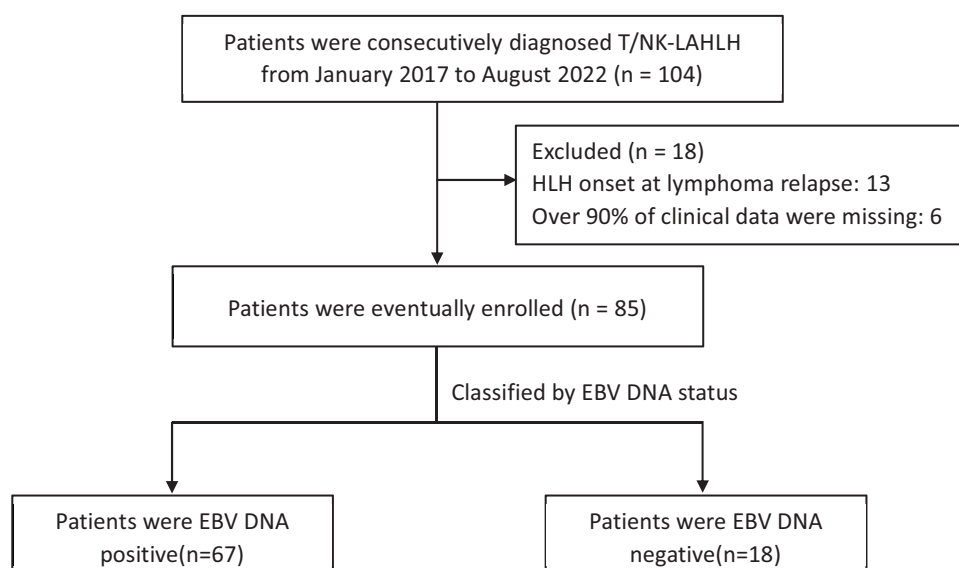 Patients were consecutively diagnosed T/NK-LAHLH
from January 2017 to August 2022 (n = 104)
Excluded (n = 18)
HLH onset at lymphoma relapse: 13
Over 90% of clinical data were missing: 6
Patients were eventually enrolled (n = 85)
Classified by EBV DNA status
Patients were EBV DNA
positive(n=67)
Patients were EBV DNA
negative(n=18)